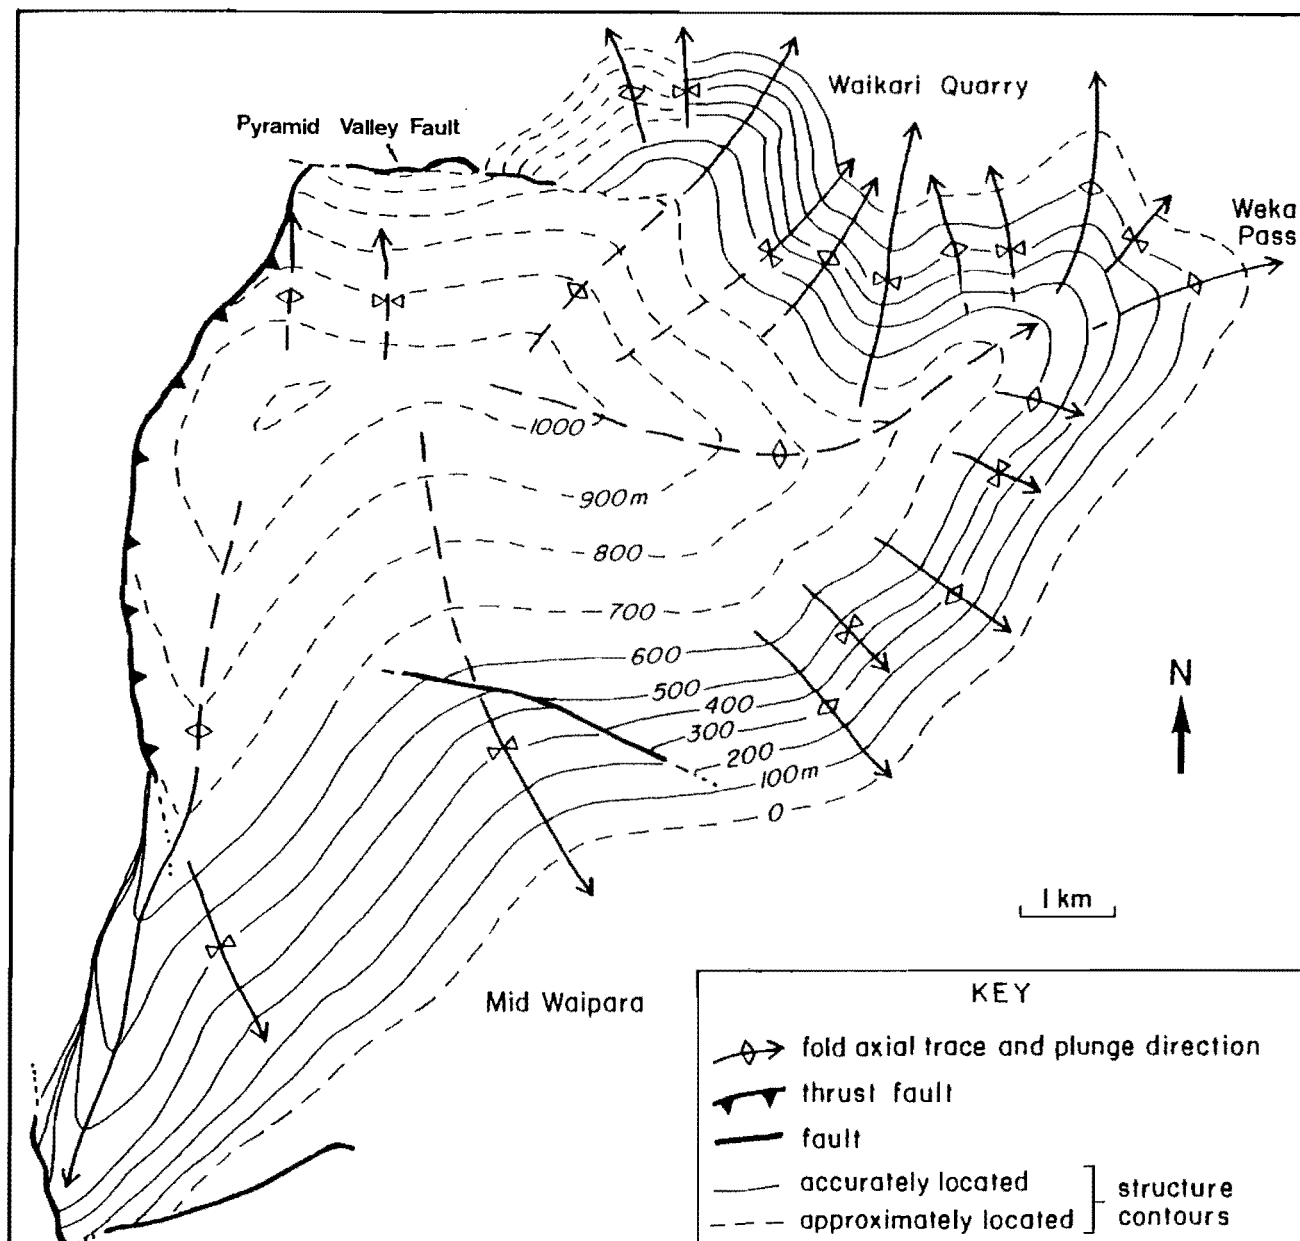 Waikari Quarry
Pyramid Valley Fault
Weka
Pass
1000
900m
800
700
600
500
400
300
200
100m
0
N
1 km
Mid Waipara
KEY
fold axial trace and plunge direction
thrust fault
fault
accurately located
approximately located
structure
contours